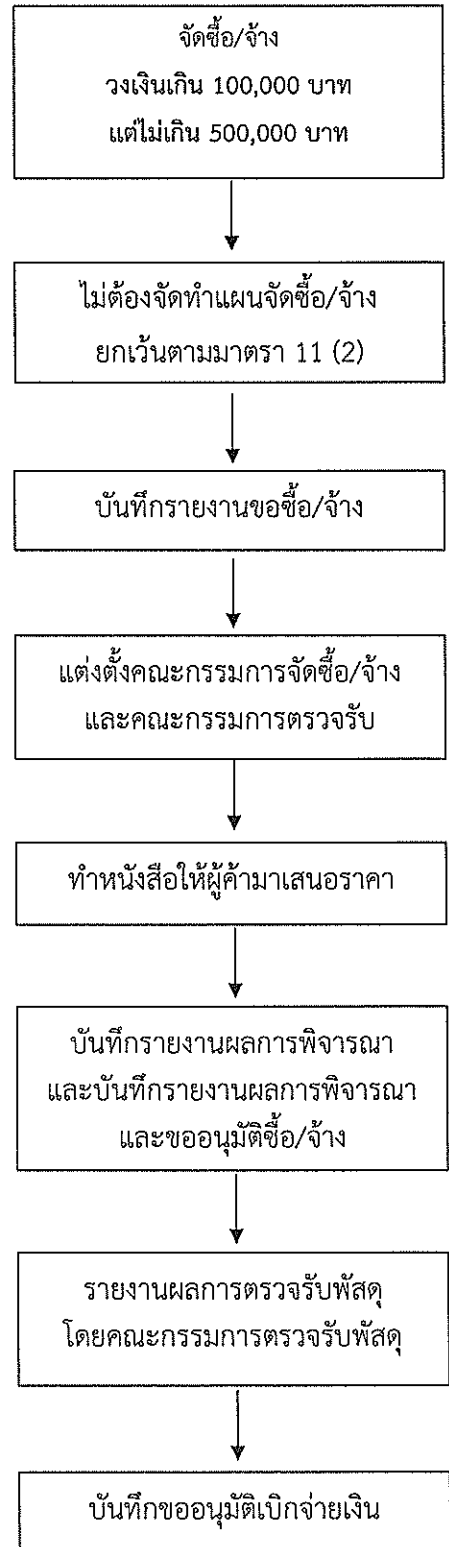 จัดซื้อ/จ้าง
วงเงินเกิน 100,000 บาท
แต่ไม่เกิน 500,000 บาท
ไม่ต้องจัดทำแผนจัดซื้อ/จ้าง
ยกเว้นตามมาตรา 11 (2)
บันทึกรายงานขอซื้อ/จ้าง
แต่งตั้งคณะกรรมการจัดซื้อ/จ้าง
และคณะกรรมการตรวจรับ
ทำหนังสือให้ผู้ค้ามาเสนอราคา
บันทึกรายงานผลการพิจารณา
และบันทึกรายงานผลการพิจารณา
และขออนุมัติซื้อ/จ้าง
รายงานผลการตรวจรับพัสดุ
โดยคณะกรรมการตรวจรับพัสดุ
บันทึกขออนุมัติเบิกจ่ายเงิน